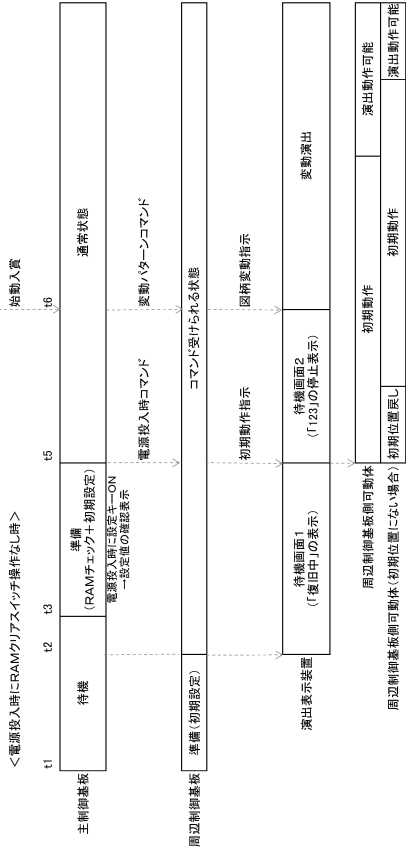 ＜電源投入時にRAMクリアスイッチ操作なし時＞
始動入賞
t1
t2
t3
t5
t6
主制御基板
待機
準備
(RAMチェック＋初期設定)
通常状態
電源投入時に設定キーON
→設定値の確認表示
電源投入時コマンド
変動パターンコマンド
周辺制御基板
準備(初期設定)
コマンド受けられる状態
初期動作指示
図柄変動指示
演出表示装置
待機画面1
(「復旧中」の表示)
待機画面2
(「123」の停止表示)
変動演出
周辺制御基板側可動体
初期動作
演出動作可能
周辺制御基板側可動体(初期位置にない場合)
初期位置戻し
初期動作
演出動作可能